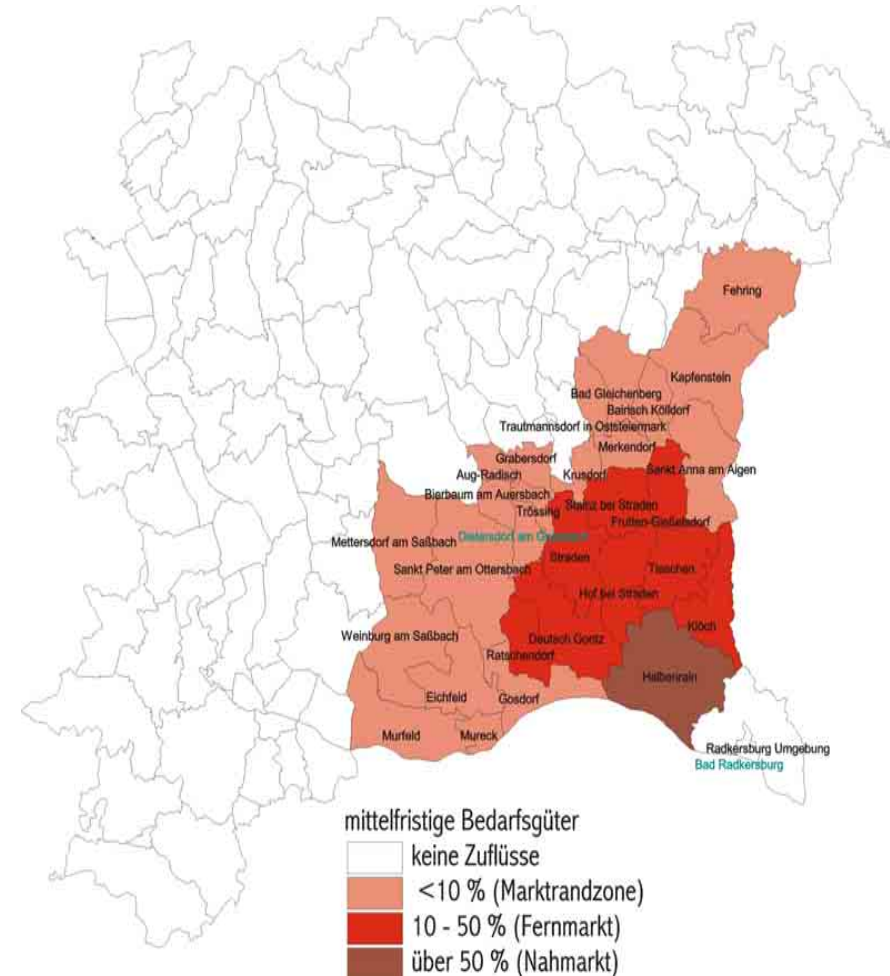 Fehring
Kapfenstein
Bad Gleichenberg
Bairisch Kölldorf
Trautmannsdorf in Oststeiermark
Merkendorf
Grabersdorf
Sankt Anna am Aigen
Aug-Radisch
Krusdorf
Bierbaum am Auersbach
Stainz bei Straden
Trössing
Frutten-Gießelsdorf
Dietersdorf am
Mettersdorf am Saßbach
Straden
Sankt Peter am Ottersbach
Tieschen
Hof bei Straden
Klöch
Weinburg am Saßbach
Deutsch Goritz
Ratschendorf
Halbenrain
Eichfeld
Gosdorf
Murfeld
Mureck
Radkersburg Umgebung
Bad Radkersburg
mittelfristige Bedarfsgüter
keine Zuflüsse
<10 % (Marktrandzone)
10 - 50 % (Fernmarkt)
über 50 % (Nahmarkt)